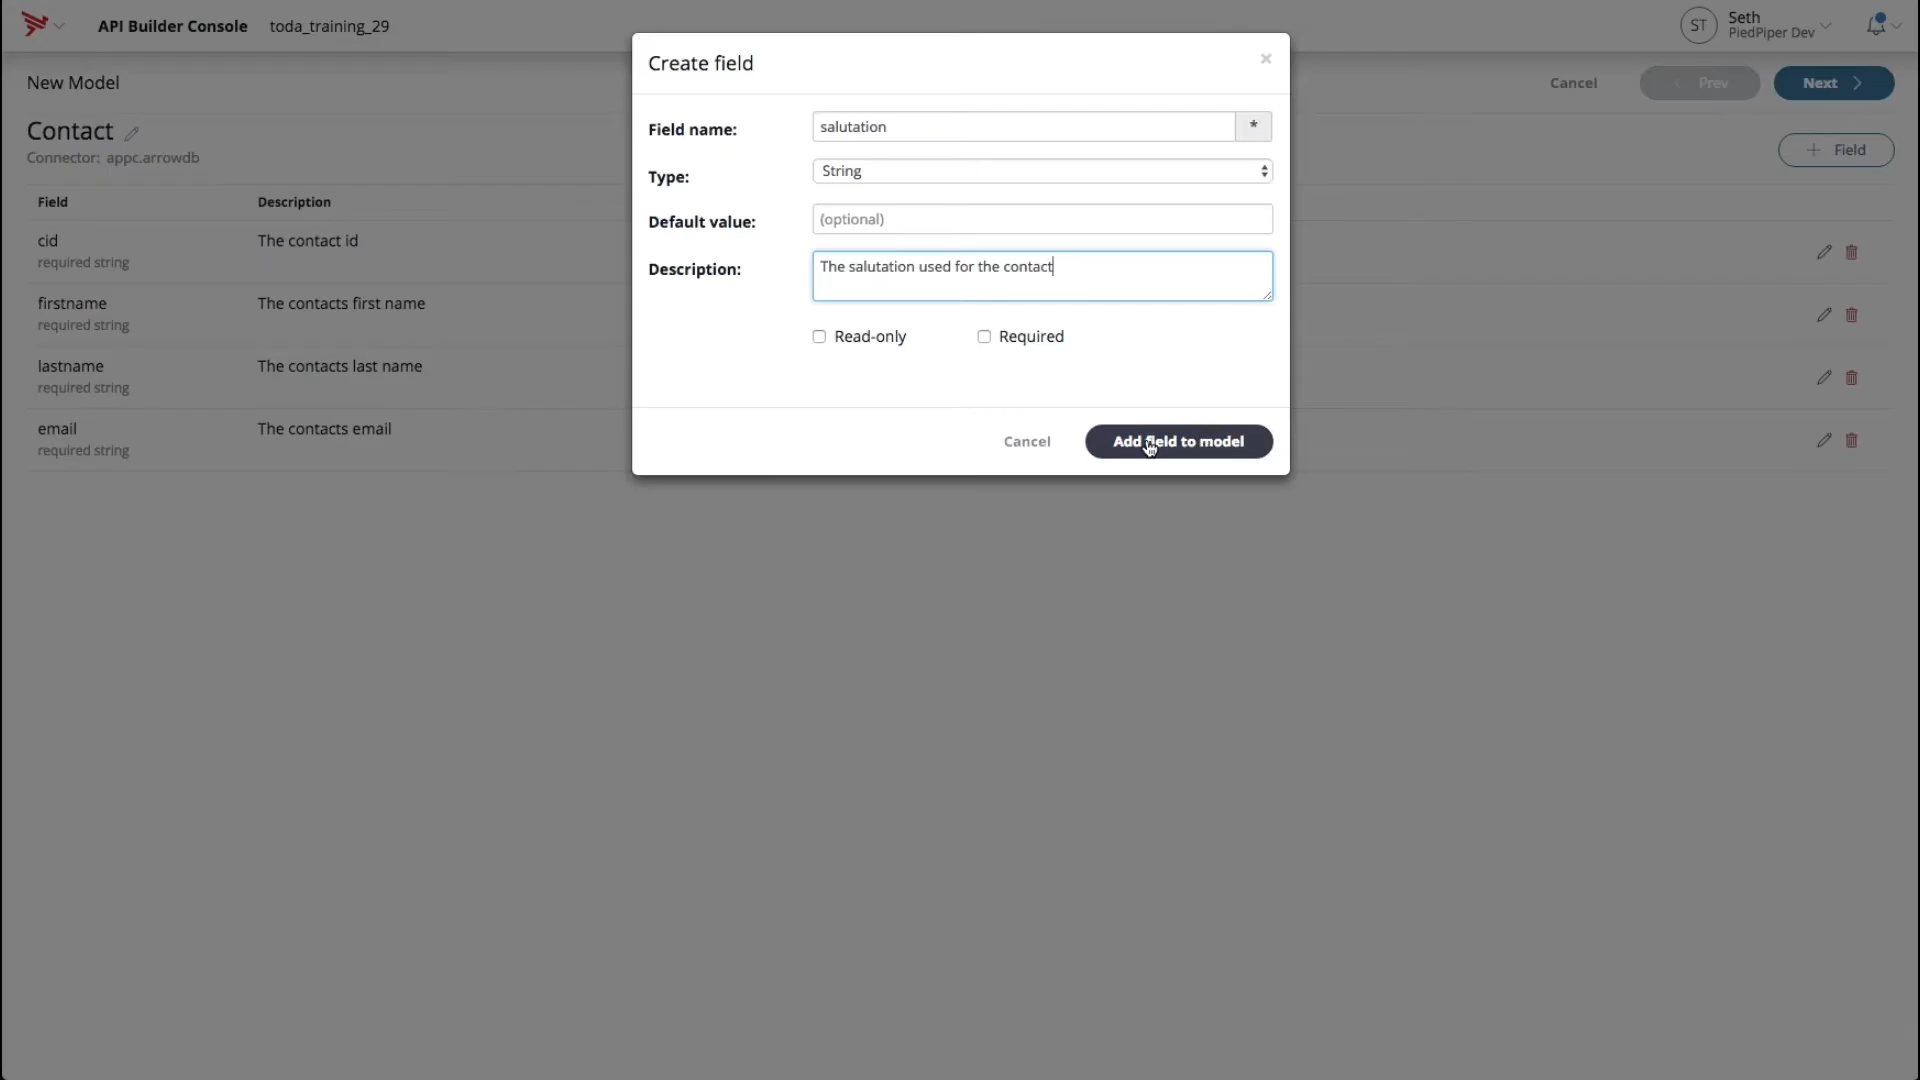 API Builder Console toda_training_29
ST Seth
PiedPiper Dev
New Model
Cancel
Prev
Next
Contact
Connector: appc.arrowdb
+ Field
Field Description
cid The contact id
required string
firstname The contacts first name
required string
lastname The contacts last name
required string
email The contacts email
required string
Create field
×
Field name: salutation *
Type: String
Default value: (optional)
Description: The salutation used for the contact
Read-only Required
Cancel Add field to model